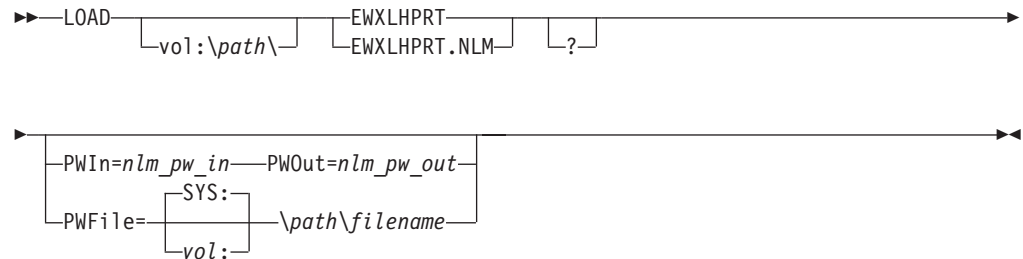 LOAD EWXLHPRT
vol:\path\ EWXLHPRT.NLM ?
PWIn=nlm_pw_in PWOut=nlm_pw_out
SYS:
PWFile= \path\filename
vol: